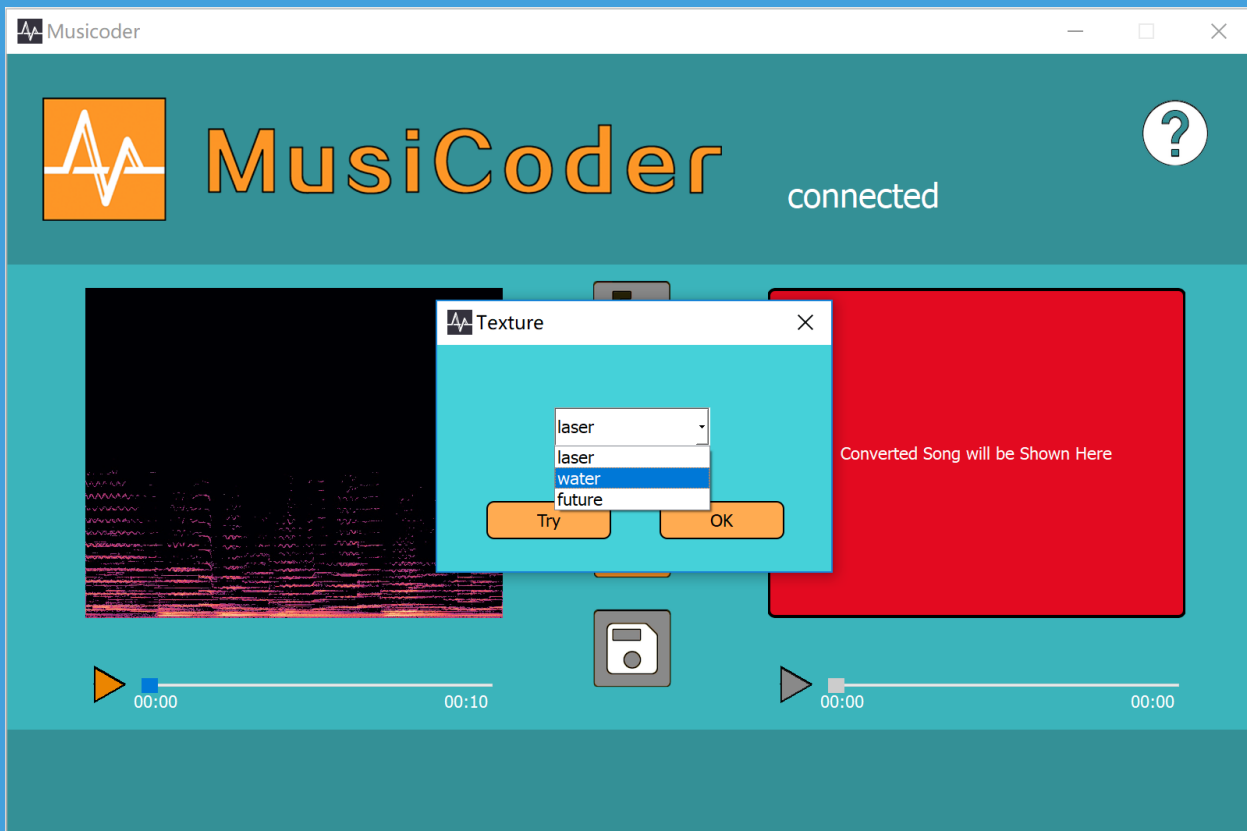 Musicoder
MusiCoder
connected
?
Texture
laser
laser
water
future
Try
OK
Converted Song will be Shown Here
00:00
00:10
00:00
00:00